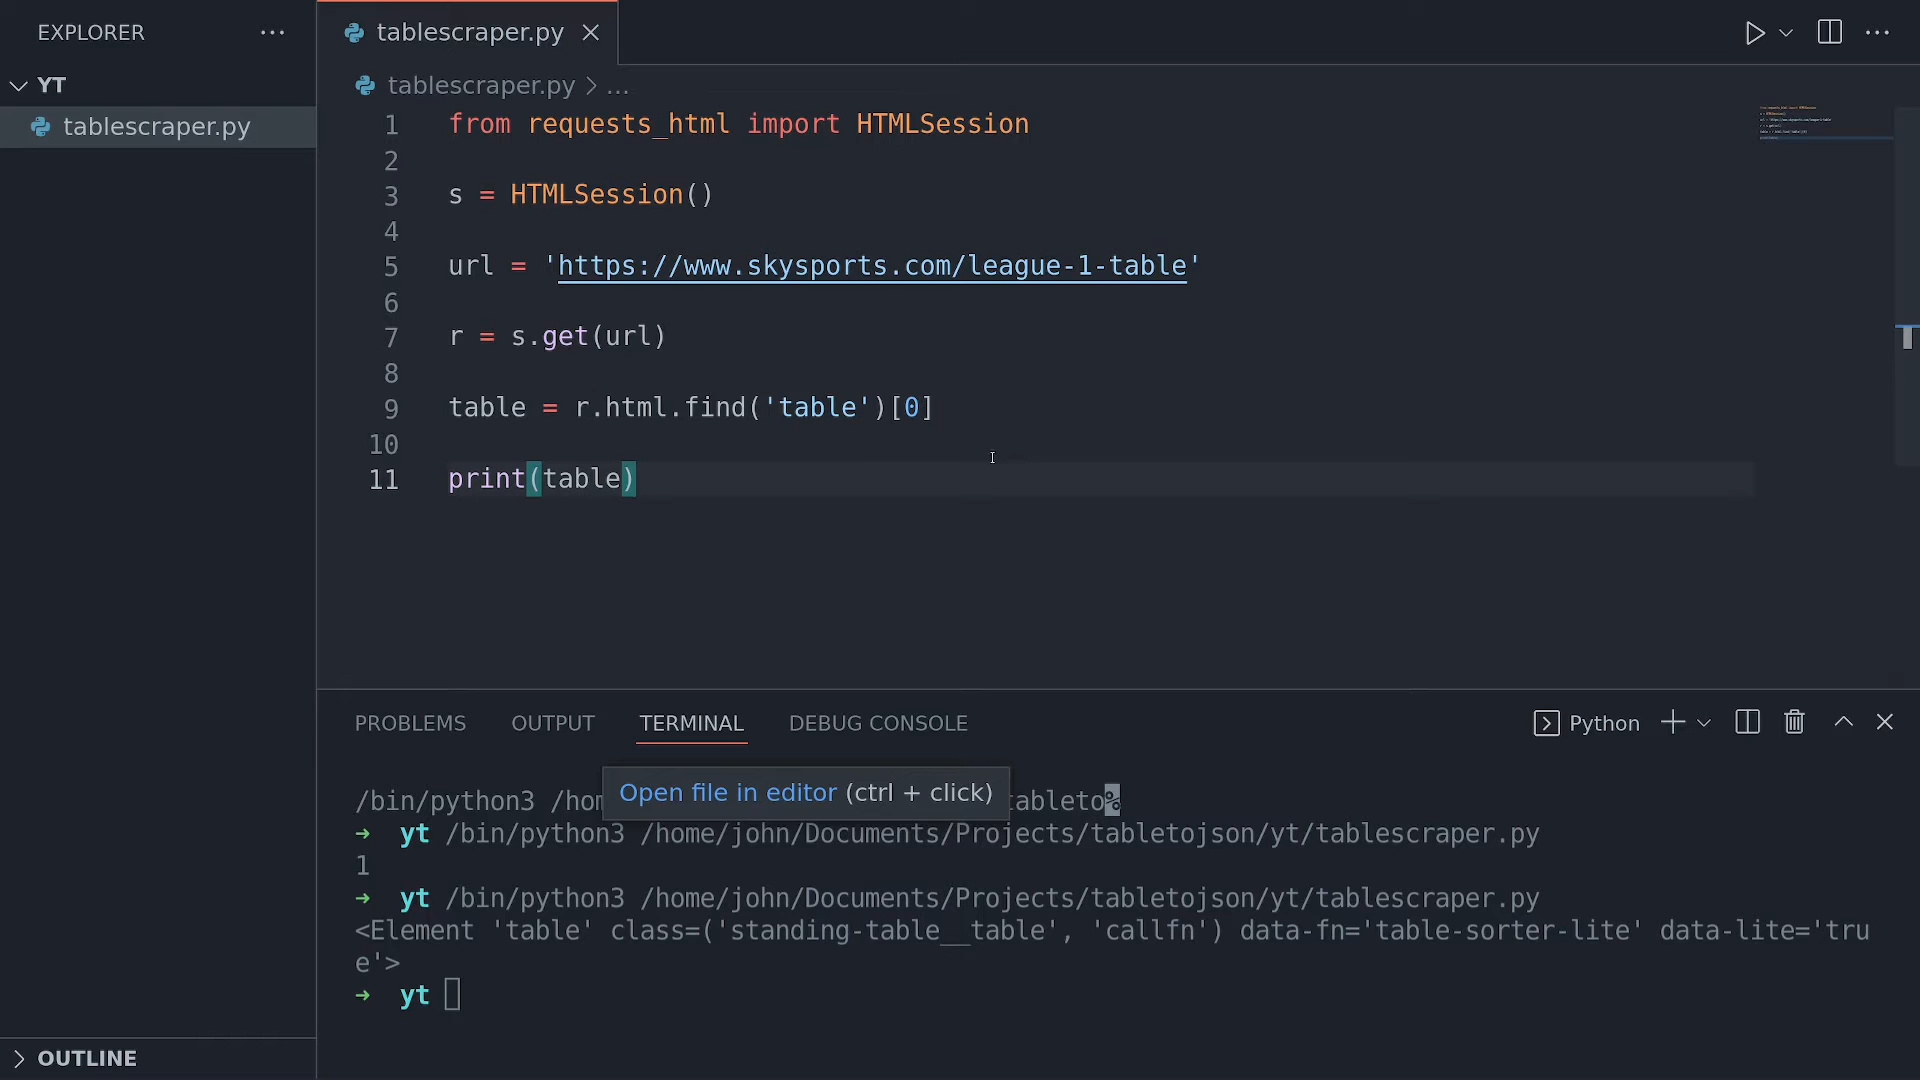 EXPLORER
YT
tablescraper.py
OUTLINE
tablescraper.py
tablescraper.py > ...
1 from requests_html import HTMLSession
2
3 s = HTMLSession()
4
5 url = 'https://www.skysports.com/league-1-table'
6
7 r = s.get(url)
8
9 table = r.html.find('table')[0]
10
11 print(table)
PROBLEMS OUTPUT TERMINAL DEBUG CONSOLE Python
Open file in editor (ctrl + click)
/bin/python3 /hom ableto%
→ yt /bin/python3 /home/john/Documents/Projects/tabletojson/yt/tablescraper.py
1
→ yt /bin/python3 /home/john/Documents/Projects/tabletojson/yt/tablescraper.py
<Element 'table' class=('standing-table__table', 'callfn') data-fn='table-sorter-lite' data-lite='tru
e'>
→ yt